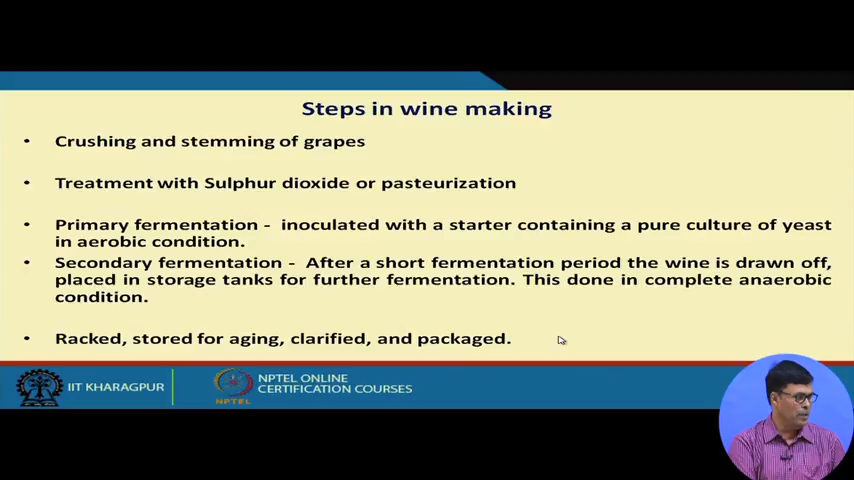 Steps in wine making
• Crushing and stemming of grapes
• Treatment with Sulphur dioxide or pasteurization
• Primary fermentation - inoculated with a starter containing a pure culture of yeast
in aerobic condition.
• Secondary fermentation - After a short fermentation period the wine is drawn off,
placed in storage tanks for further fermentation. This done in complete anaerobic
condition.
• Racked, stored for aging, clarified, and packaged.
IIT KHARAGPUR
NPTEL
NPTEL ONLINE
CERTIFICATION COURSES